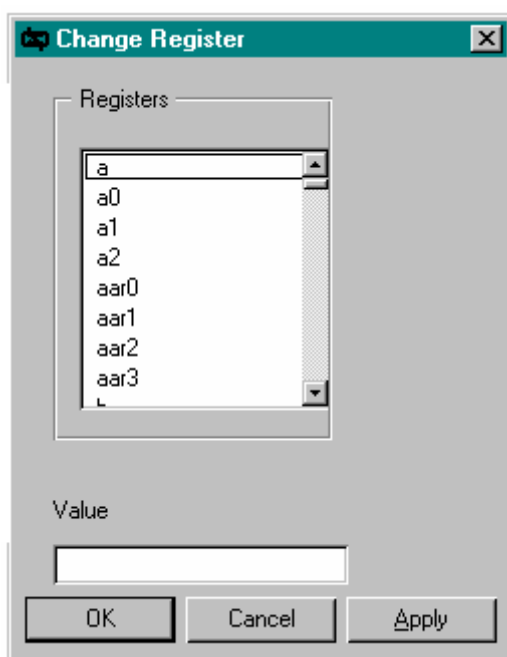 Change Register
Registers
a
a0
a1
a2
aar0
aar1
aar2
aar3
Value
OK Cancel Apply